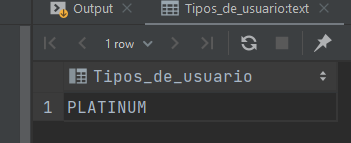 Output
Tipos_de_usuario:text
1 row
Tipos_de_usuario
1 PLATINUM